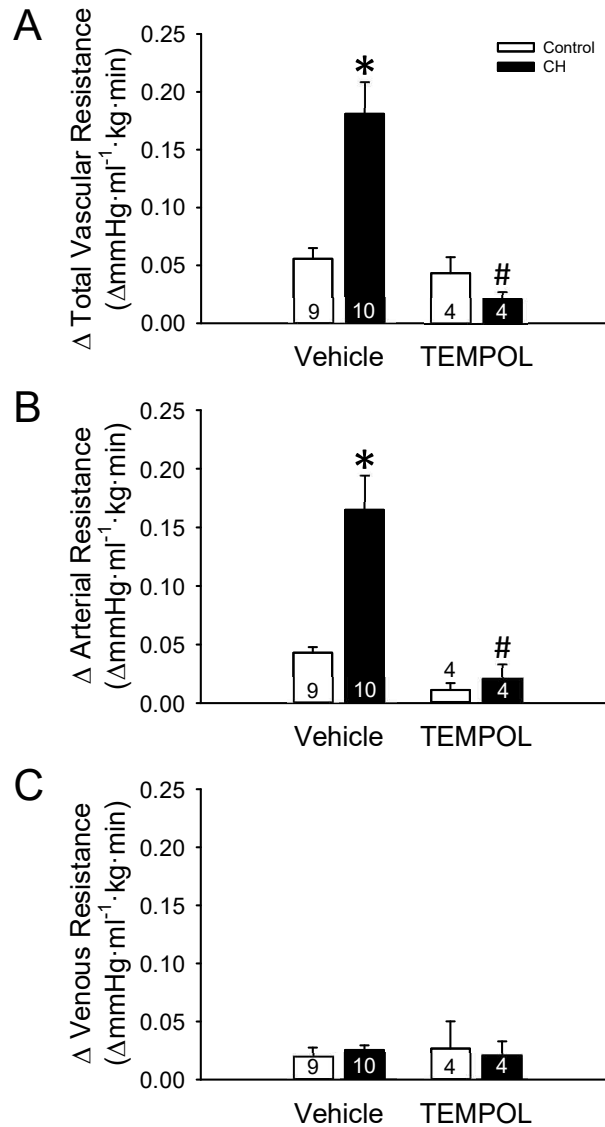 A
Δ Total Vascular Resistance
(ΔmmHg·ml⁻¹·kg·min)
0.25
0.20
0.15
0.10
0.05
0.00
Control
CH
*
#
9
10
4
4
Vehicle
TEMPOL
B
Δ Arterial Resistance
(ΔmmHg·ml⁻¹·kg·min)
0.25
0.20
0.15
0.10
0.05
0.00
*
#
9
10
4
4
Vehicle
TEMPOL
C
Δ Venous Resistance
(ΔmmHg·ml⁻¹·kg·min)
0.25
0.20
0.15
0.10
0.05
0.00
9
10
4
4
Vehicle
TEMPOL